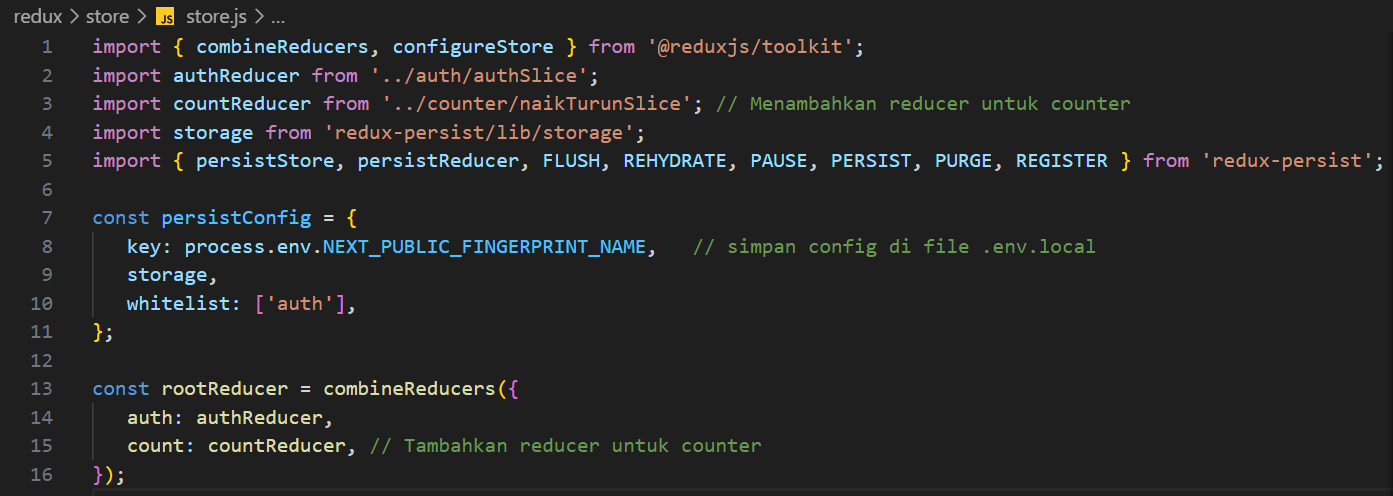 redux > store > JS store.js > ...
1 import { combineReducers, configureStore } from '@reduxjs/toolkit';
2 import authReducer from '../auth/authSlice';
3 import countReducer from '../counter/naikTurunSlice'; // Menambahkan reducer untuk counter
4 import storage from 'redux-persist/lib/storage';
5 import { persistStore, persistReducer, FLUSH, REHYDRATE, PAUSE, PERSIST, PURGE, REGISTER } from 'redux-persist';
6
7 const persistConfig = {
8    key: process.env.NEXT_PUBLIC_FINGERPRINT_NAME,   // simpan config di file .env.local
9    storage,
10    whitelist: ['auth'],
11 };
12
13 const rootReducer = combineReducers({
14    auth: authReducer,
15    count: countReducer, // Tambahkan reducer untuk counter
16 });